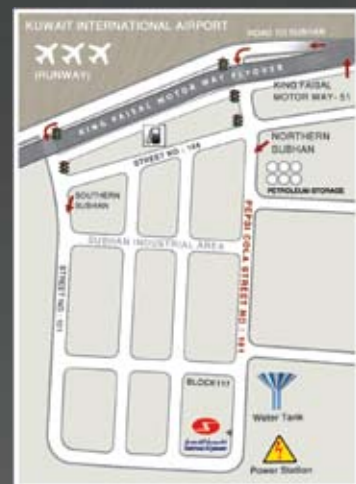 KUWAIT INTERNATIONAL AIRPORT
ROAD TO SUBHAN
(RUNWAY)
KING FAISAL MOTOR WAY FLYOVER
KING FAISAL
MOTOR WAY- 51
STREET NO : 106
NORTHERN
SUBHAN
PETROLEUM STORAGE
SOUTHERN
SUBHAN
SUBHAN INDUSTRIAL AREA
PEPSI COLA STREET NO : 101
STREET NO : 101
BLOCK 117
Water Tank
Power Station